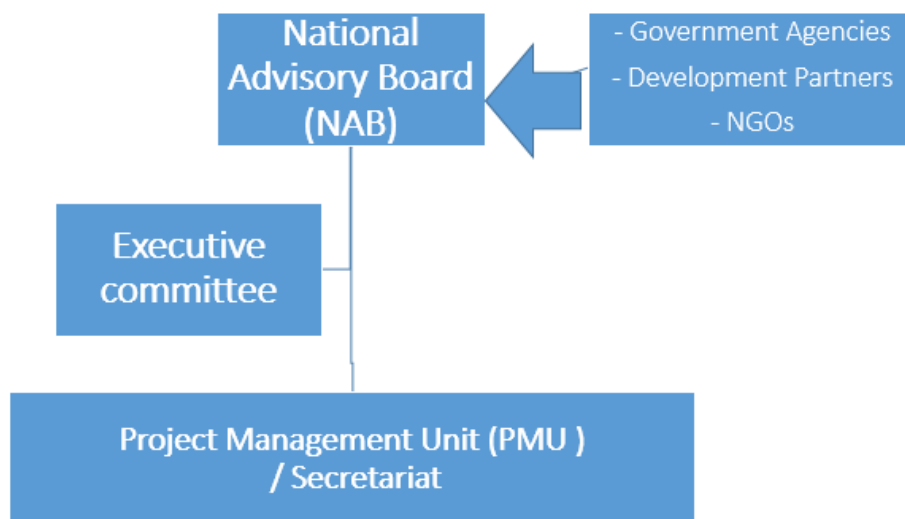 National
Advisory Board
(NAB)
- Government Agencies
- Development Partners
- NGOs
Executive
committee
Project Management Unit (PMU )
/ Secretariat